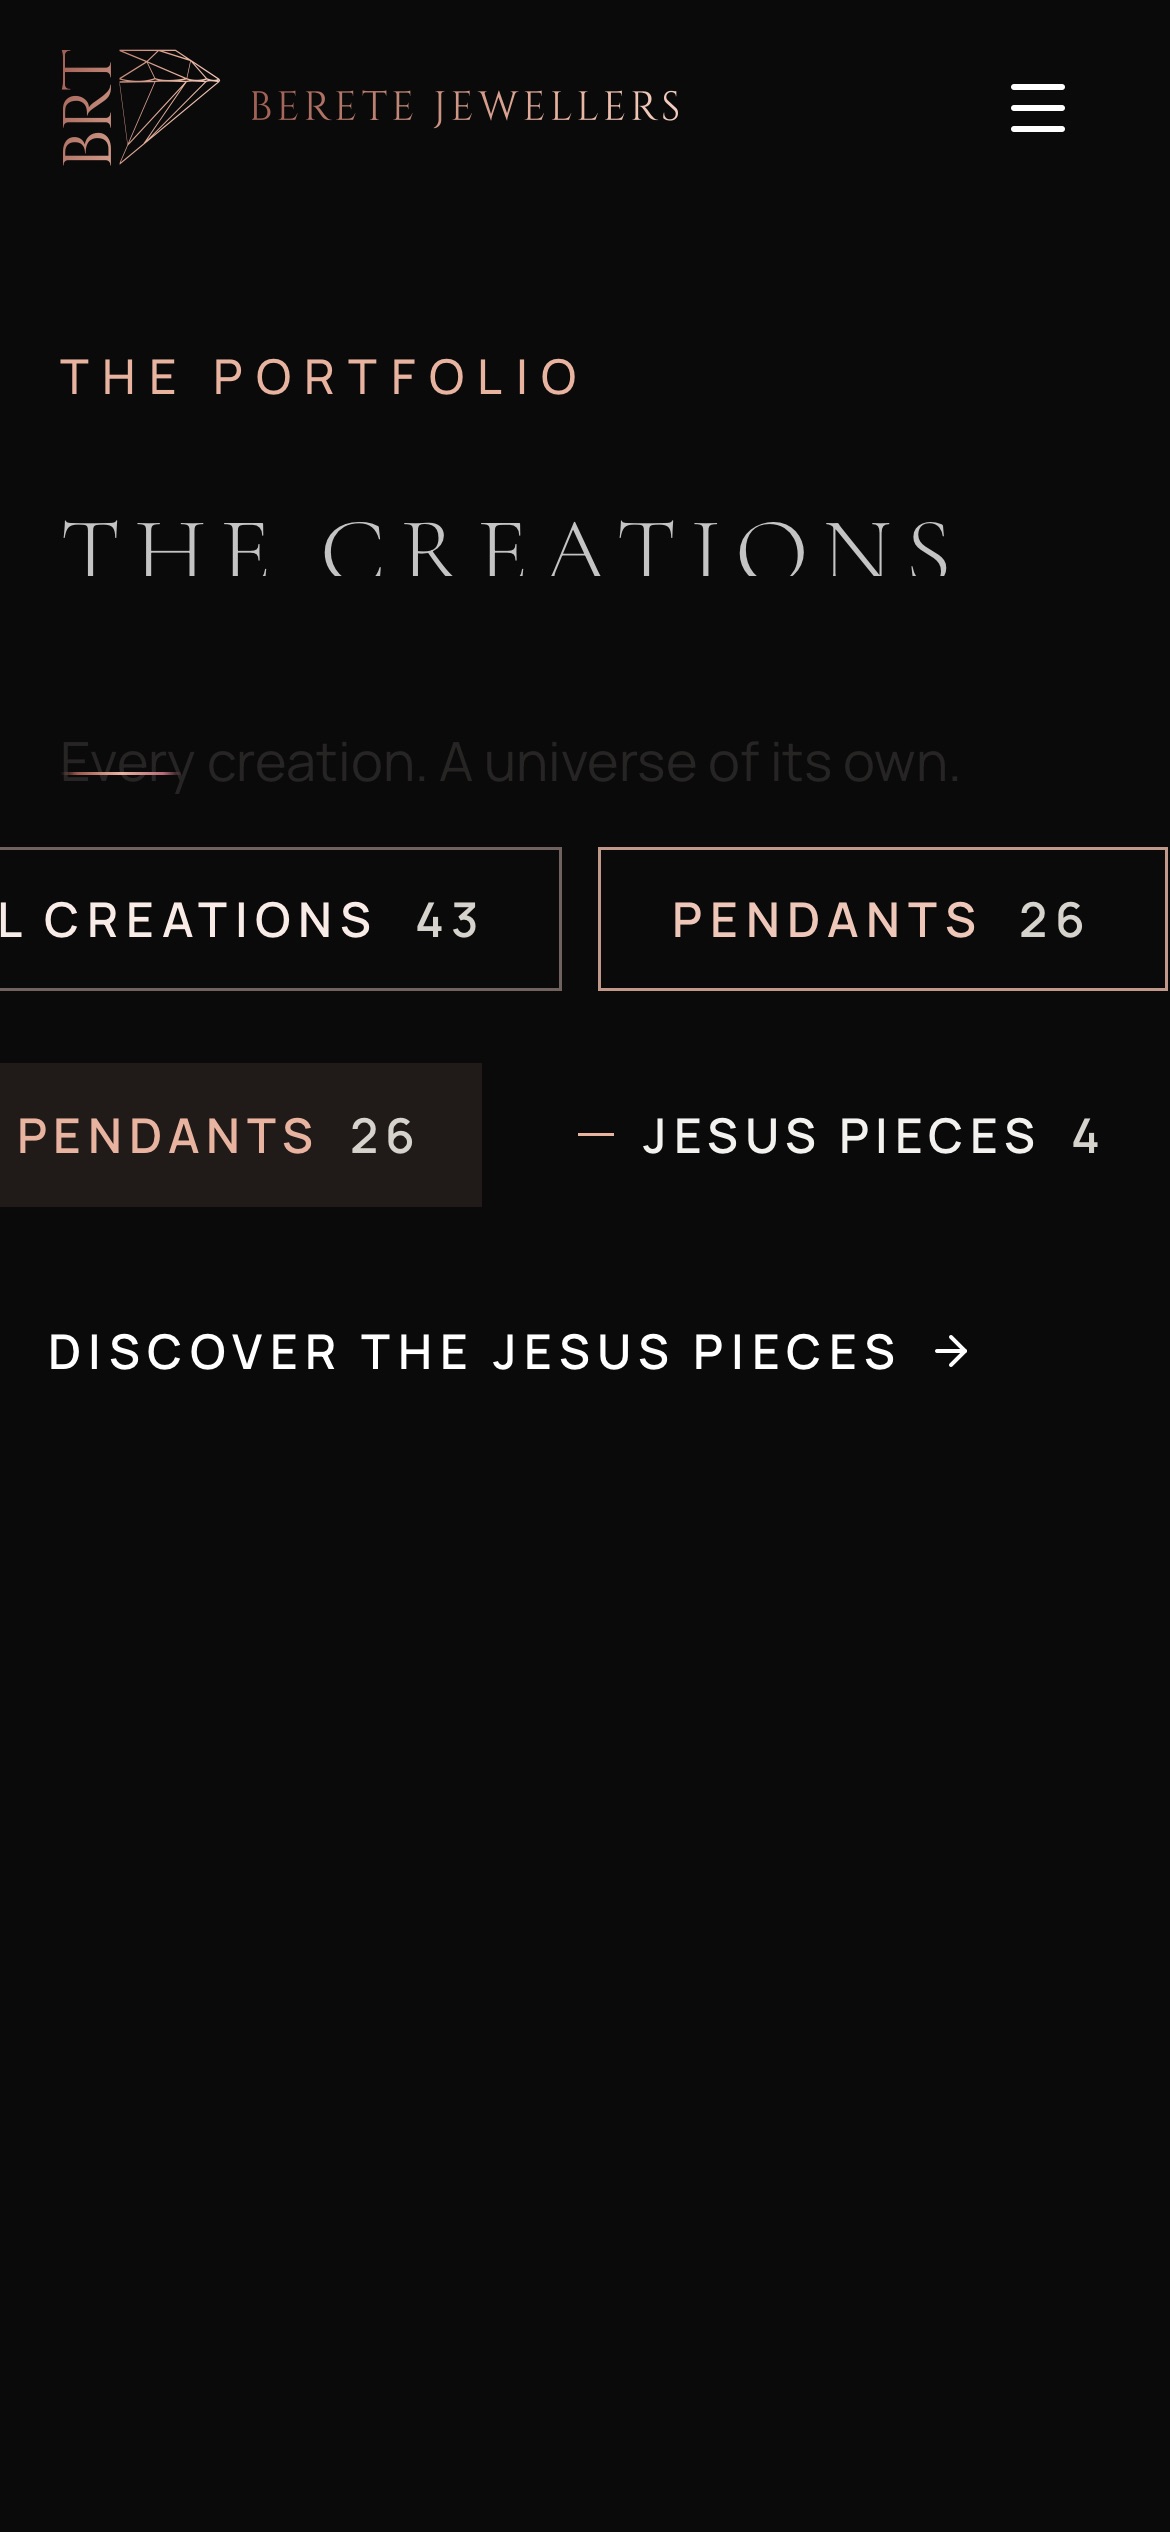 BRT
BERETE JEWELLERS
THE PORTFOLIO
THE CREATIONS
Every creation. A universe of its own.
L CREATIONS 43
PENDANTS 26
PENDANTS 26
— JESUS PIECES 4
DISCOVER THE JESUS PIECES →